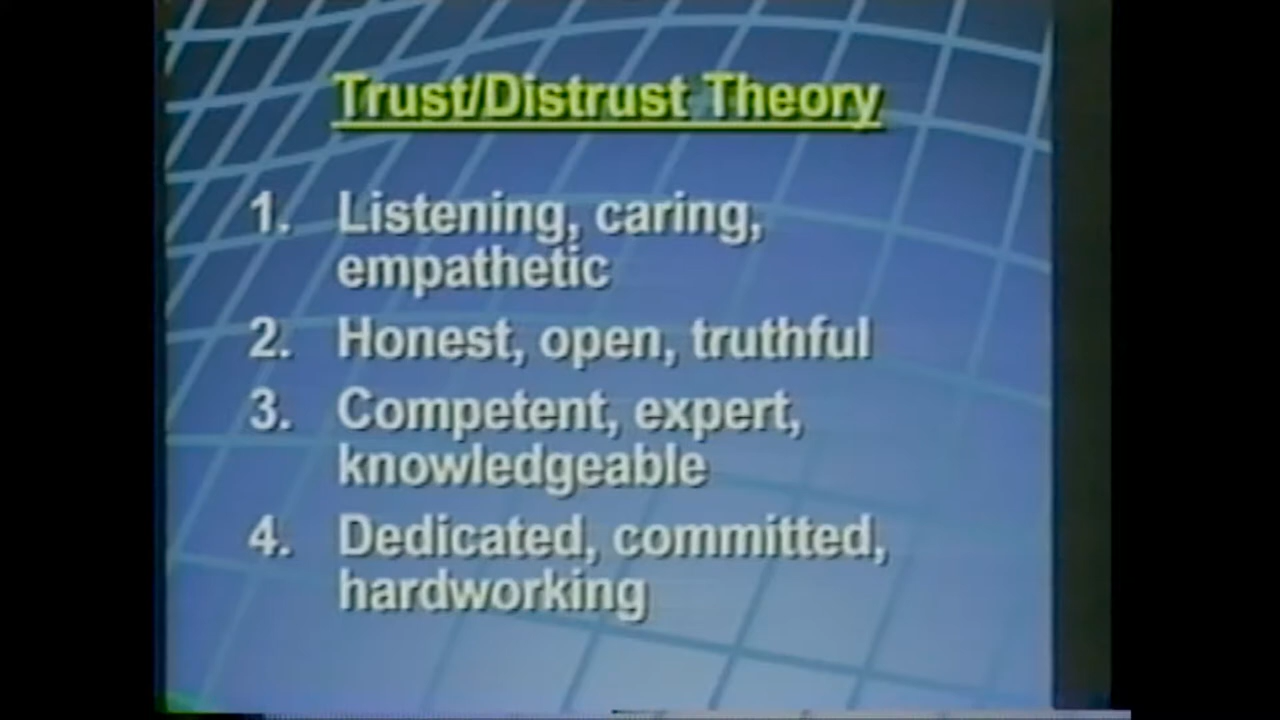 Trust/Distrust Theory
1. Listening, caring,
empathetic
2. Honest, open, truthful
3. Competent, expert,
knowledgeable
4. Dedicated, committed,
hardworking